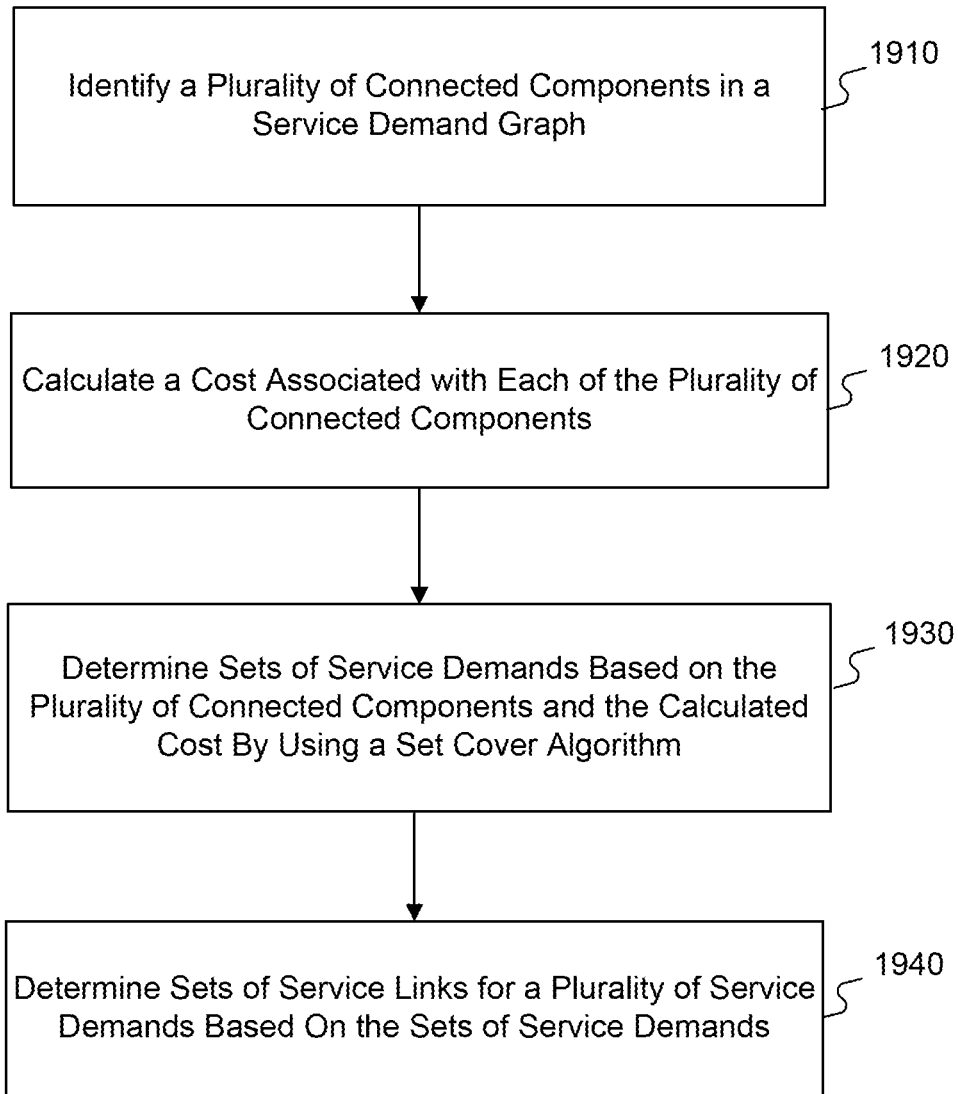 Identify a Plurality of Connected Components in a
Service Demand Graph
1910
Calculate a Cost Associated with Each of the Plurality of
Connected Components
1920
Determine Sets of Service Demands Based on the
Plurality of Connected Components and the Calculated
Cost By Using a Set Cover Algorithm
1930
Determine Sets of Service Links for a Plurality of Service
Demands Based On the Sets of Service Demands
1940